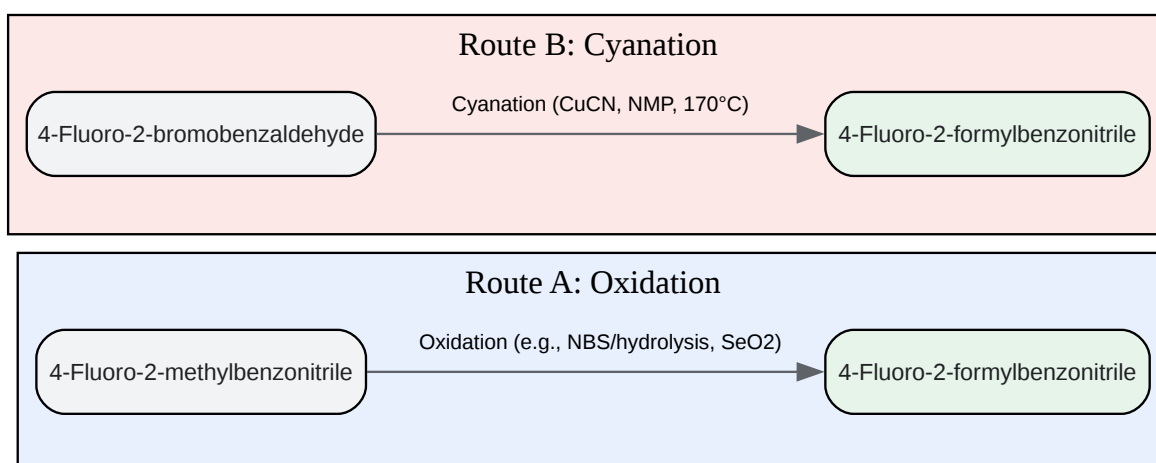 Route B: Cyanation
Cyanation (CuCN, NMP, 170°C)
4-Fluoro-2-bromobenzaldehyde
4-Fluoro-2-formylbenzonitrile
Route A: Oxidation
Oxidation (e.g., NBS/hydrolysis, SeO2)
4-Fluoro-2-methylbenzonitrile
4-Fluoro-2-formylbenzonitrile